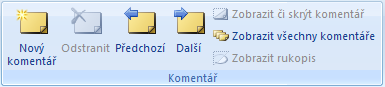 Nový
komentář
Odstranit
Předchozí
Další
Zobrazit či skrýt komentář
Zobrazit všechny komentáře
Zobrazit rukopis
Komentář